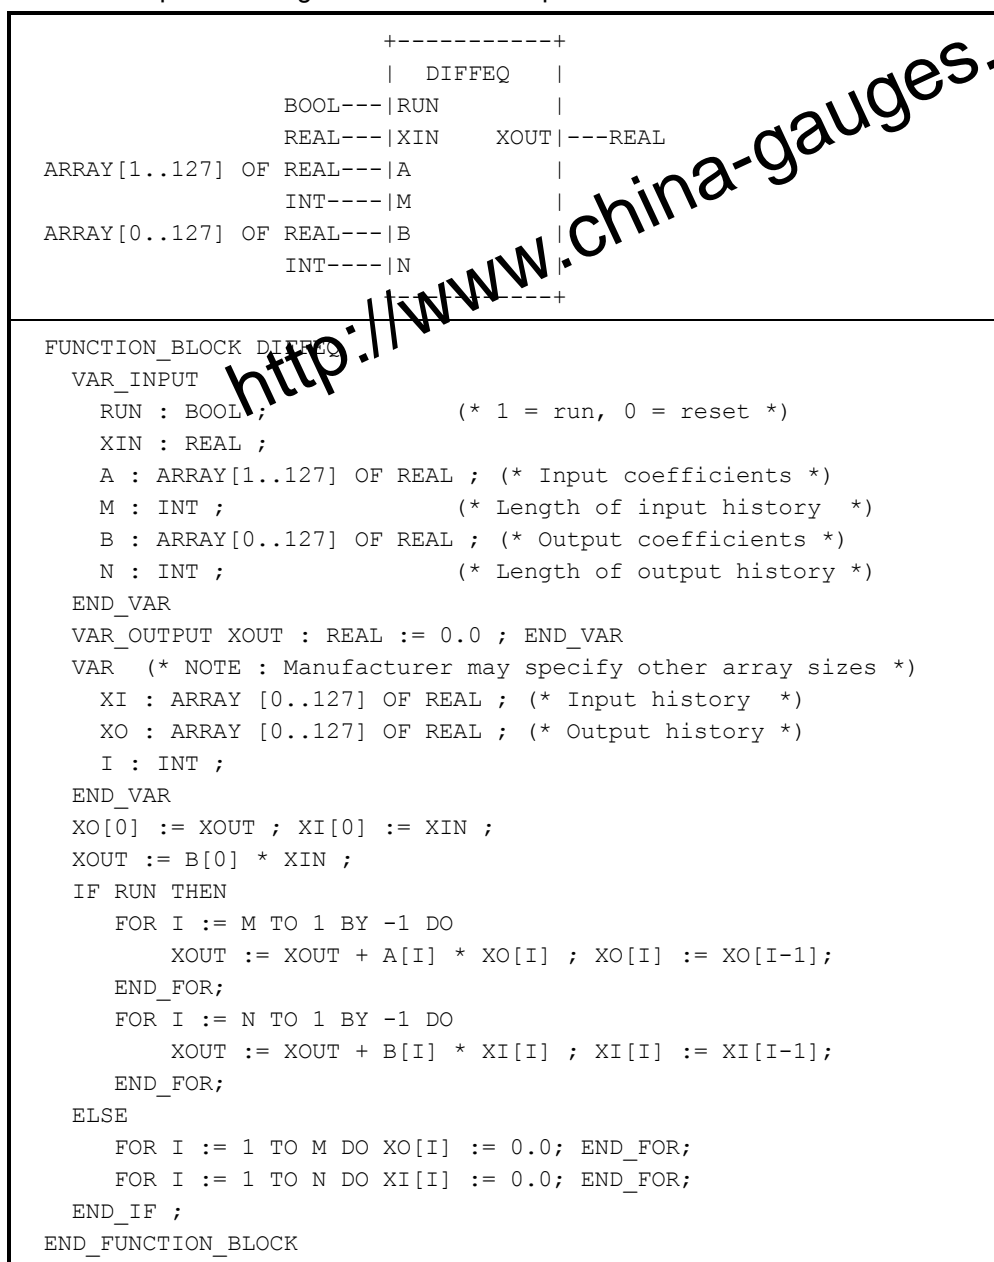 +-----------+
| DIFFEQ |
BOOL---|RUN |
REAL---|XIN XOUT|---REAL
ARRAY[1..127] OF REAL---|A |
INT----|M |
ARRAY[0..127] OF REAL---|B |
INT----|N |
+-----------+
http://www.china-gauges.
FUNCTION_BLOCK DIFFEQ
VAR_INPUT
RUN : BOOL ; (* 1 = run, 0 = reset *)
XIN : REAL ;
A : ARRAY[1..127] OF REAL ; (* Input coefficients *)
M : INT ; (* Length of input history *)
B : ARRAY[0..127] OF REAL ; (* Output coefficients *)
N : INT ; (* Length of output history *)
END_VAR
VAR_OUTPUT XOUT : REAL := 0.0 ; END_VAR
VAR (* NOTE : Manufacturer may specify other array sizes *)
XI : ARRAY [0..127] OF REAL ; (* Input history *)
XO : ARRAY [0..127] OF REAL ; (* Output history *)
I : INT ;
END_VAR
XO[0] := XOUT ; XI[0] := XIN ;
XOUT := B[0] * XIN ;
IF RUN THEN
FOR I := M TO 1 BY -1 DO
XOUT := XOUT + A[I] * XO[I] ; XO[I] := XO[I-1];
END_FOR;
FOR I := N TO 1 BY -1 DO
XOUT := XOUT + B[I] * XI[I] ; XI[I] := XI[I-1];
END_FOR;
ELSE
FOR I := 1 TO M DO XO[I] := 0.0; END_FOR;
FOR I := 1 TO N DO XI[I] := 0.0; END_FOR;
END_IF ;
END_FUNCTION_BLOCK